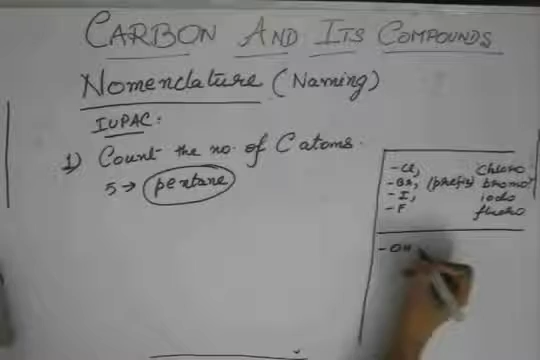 CARBON AND ITS COMPOUNDS
Nomenclature (Naming)
IUPAC:
1) Count the no. of C atoms.
5 → pentane
-Cl, Chloro
-Br, (prefix) bromo
-I, iodo
-F fluoro
-OH